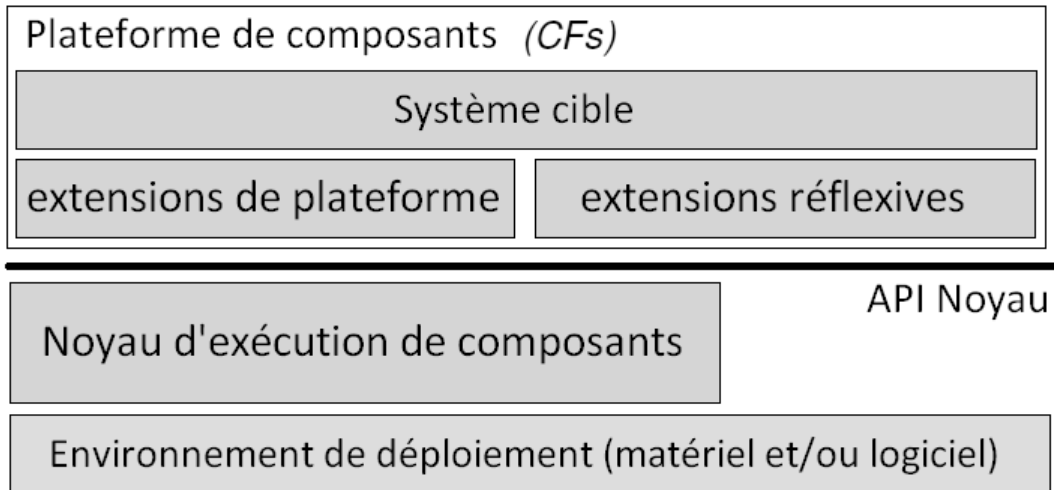 Plateforme de composants (CFs)
Système cible
extensions de plateforme
extensions réflexives
API Noyau
Noyau d'exécution de composants
Environnement de déploiement (matériel et/ou logiciel)